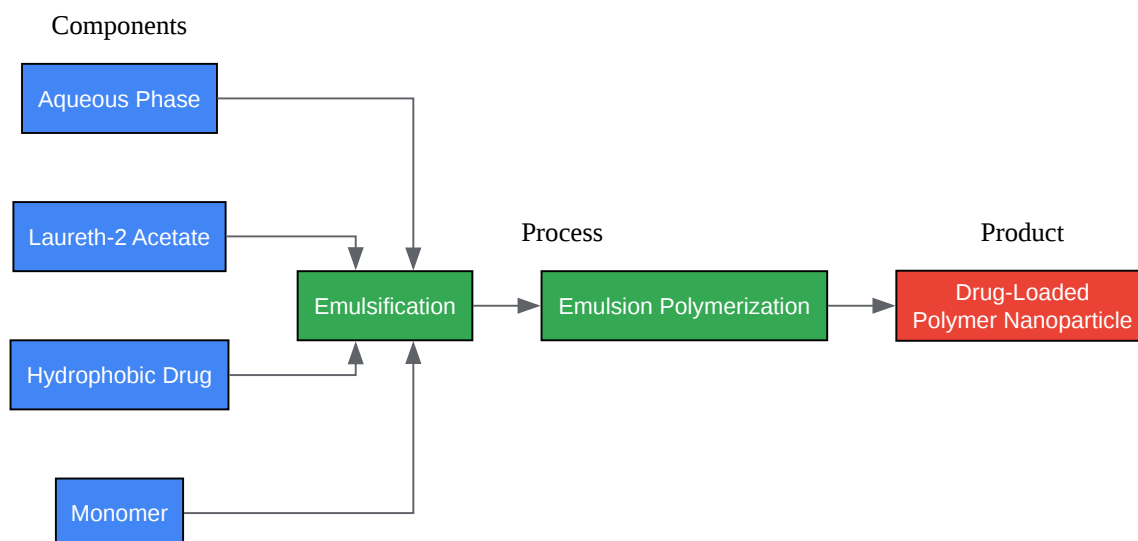 Components
Aqueous Phase
Laureth-2 Acetate
Hydrophobic Drug
Monomer
Process
Emulsification
Emulsion Polymerization
Product
Drug-Loaded
Polymer Nanoparticle